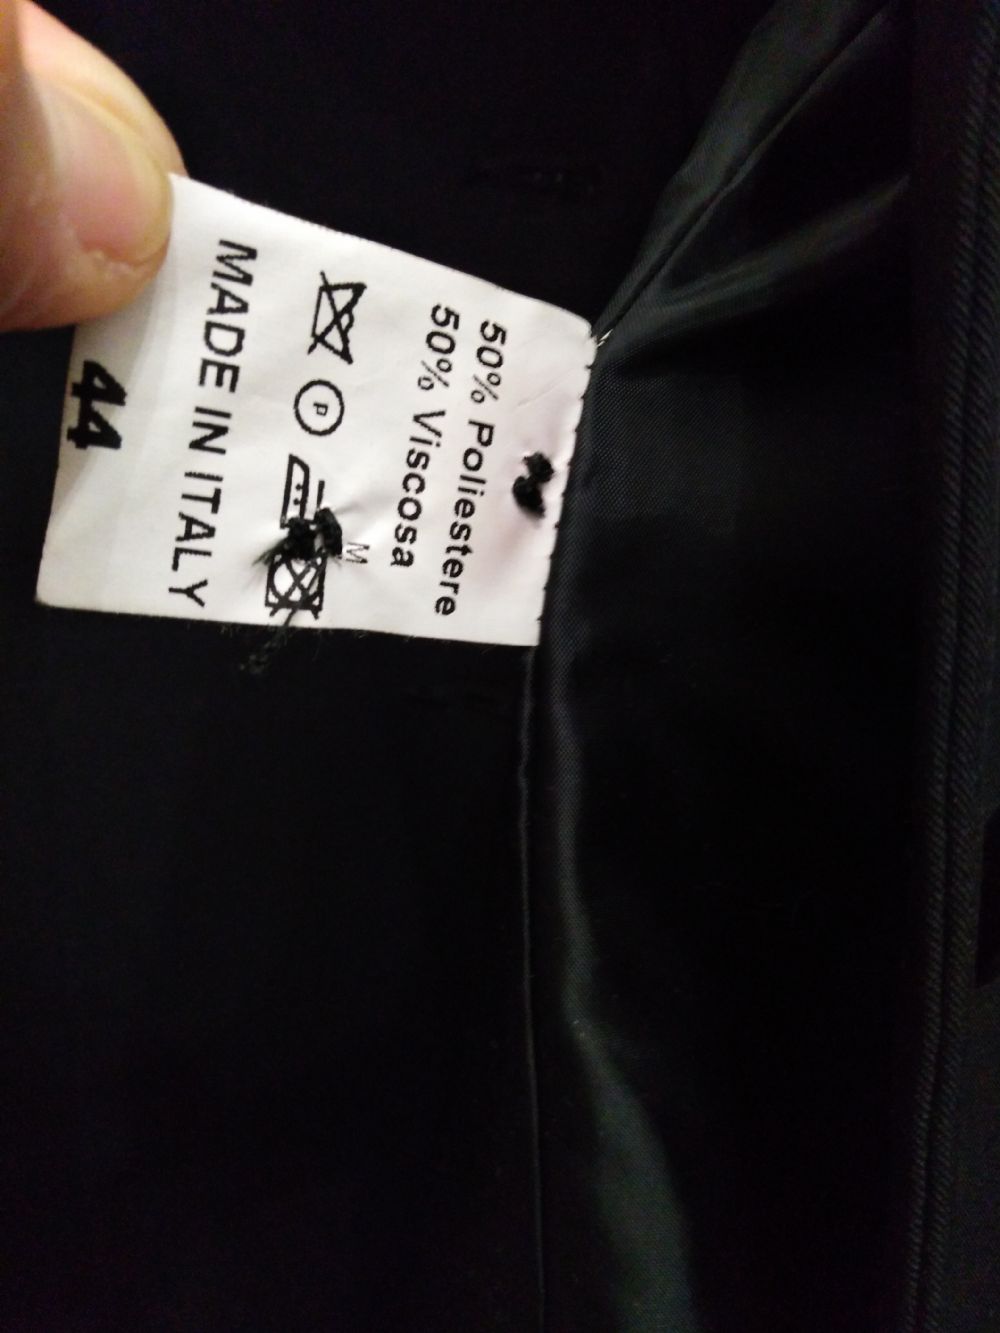 50% Poliestere
50% Viscosa
M
P
MADE IN ITALY
44